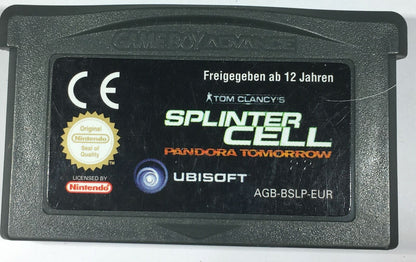 GAME BOY ADVANCE
CE
Freigegeben ab 12 Jahren
TOM CLANCY'S
SPLINTER
CELL
PANDORA TOMORROW
Original
Nintendo
Seal of
Quality
LICENSED BY
Nintendo
UBISOFT
AGB-BSLP-EUR